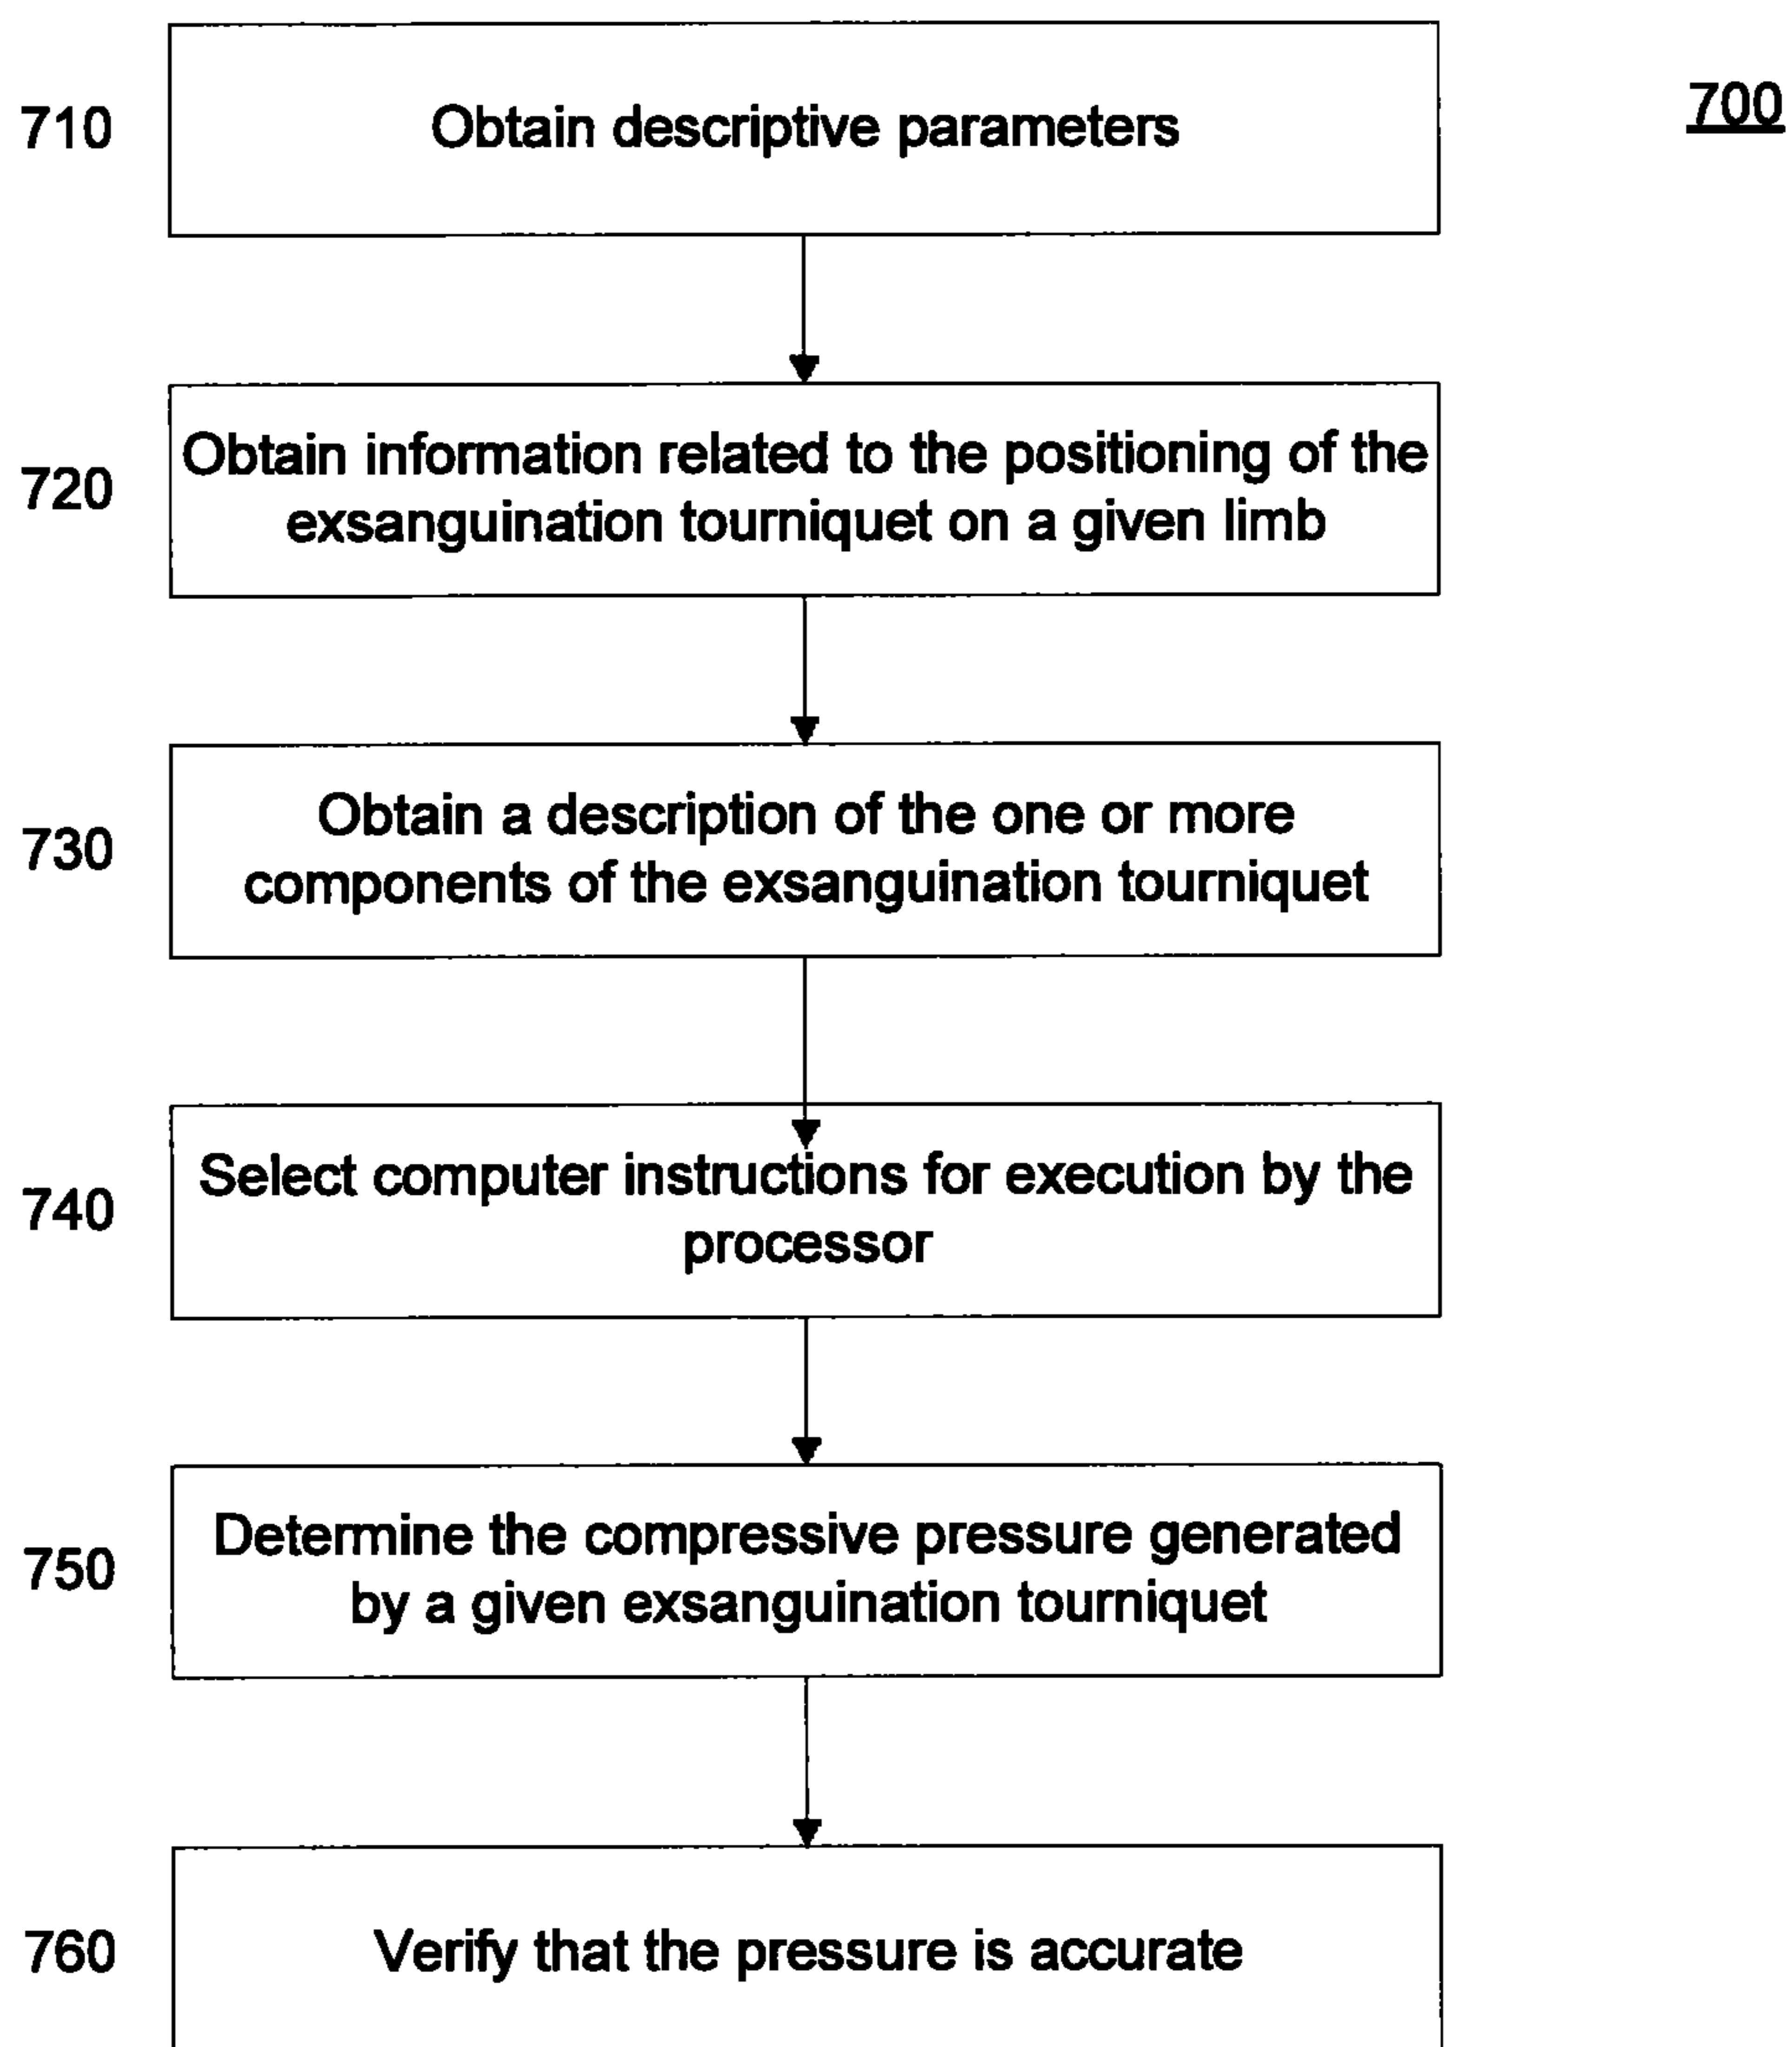 700
710
Obtain descriptive parameters
720
Obtain information related to the positioning of the
exsanguination tourniquet on a given limb
730
Obtain a description of the one or more
components of the exsanguination tourniquet
740
Select computer instructions for execution by the
processor
750
Determine the compressive pressure generated
by a given exsanguination tourniquet
760
Verify that the pressure is accurate